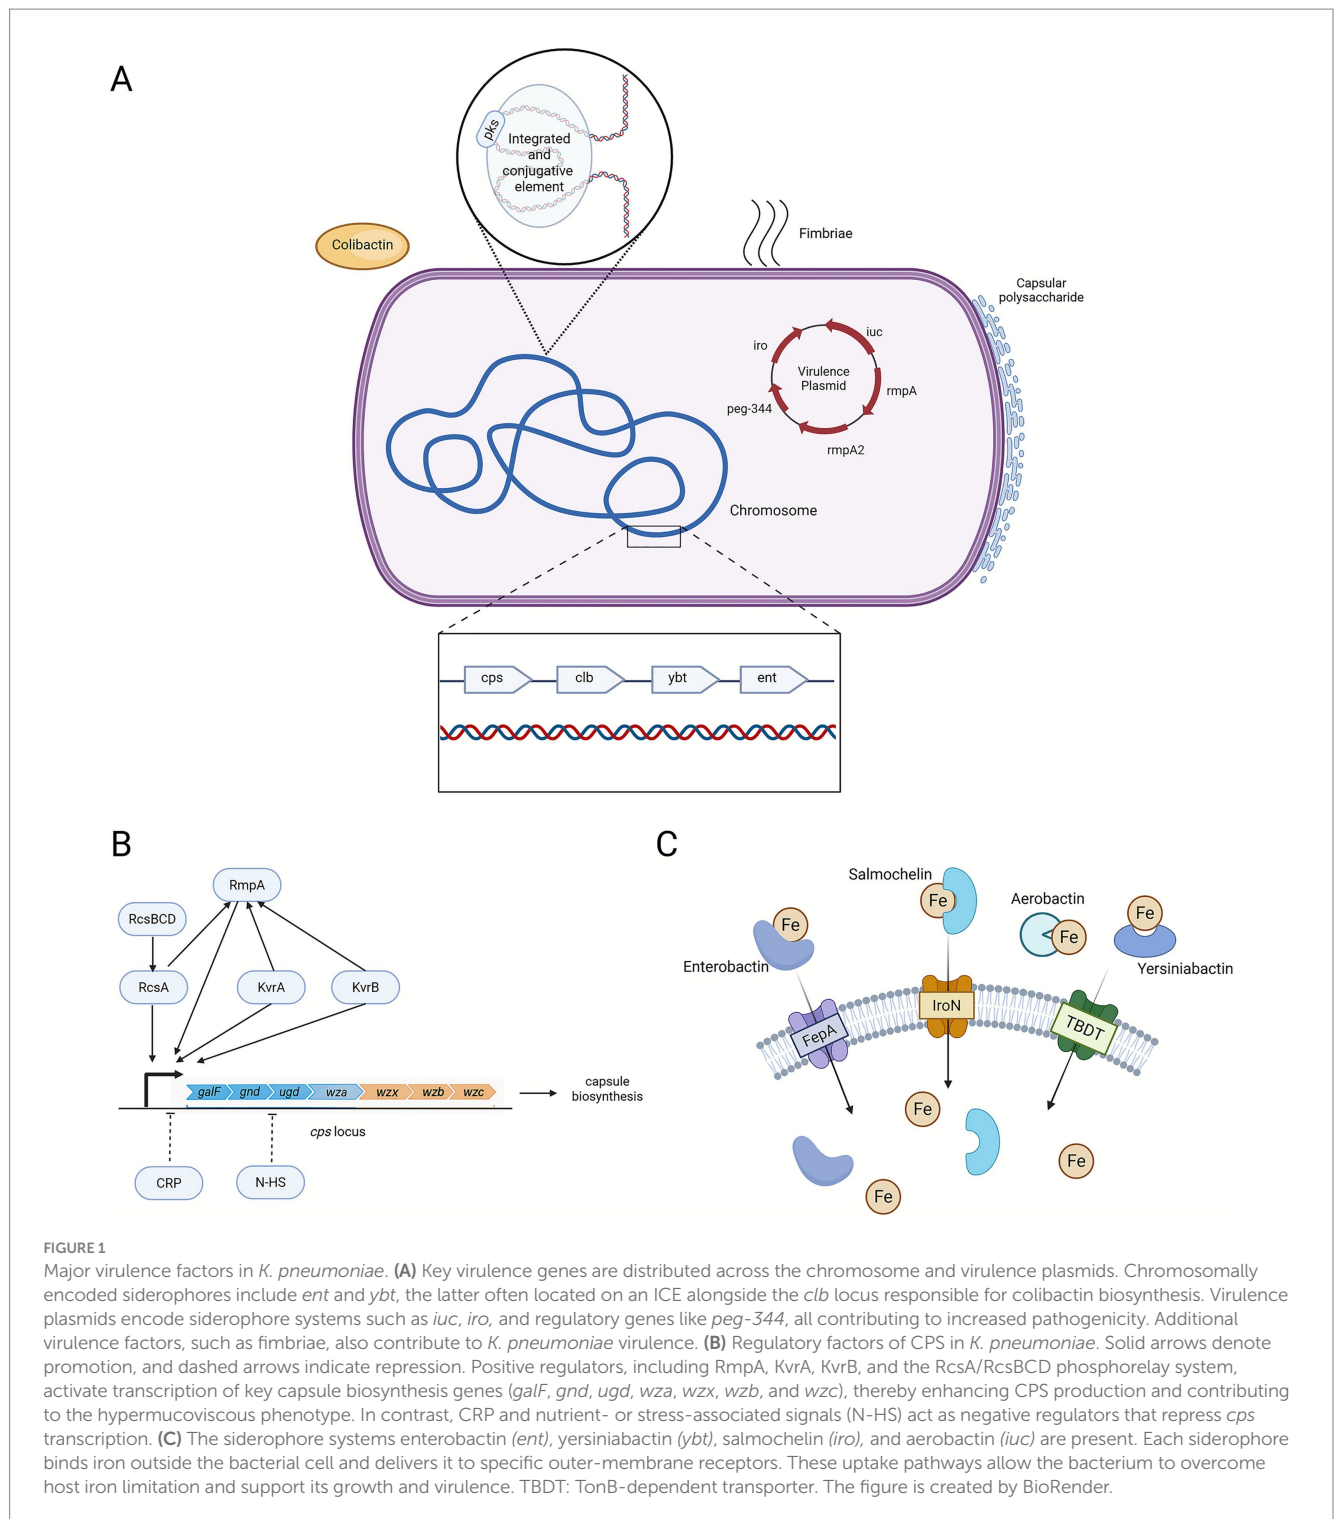 A
pks
Integrated
and
conjugative
element
Colibactin
Fimbriae
Capsular
polysaccharide
iro
iuc
Virulence
Plasmid
rmpA
peg-344
rmpA2
Chromosome
cps
clb
ybt
ent
B
RmpA
RcsBCD
RcsA
KvrA
KvrB
galF
gnd
ugd
wza
wzx
wzb
wzc
capsule
biosynthesis
cps locus
CRP
N-HS
C
Salmochelin
Fe
Aerobactin
Fe
Fe
Fe
Enterobactin
Yersiniabactin
FepA
IroN
TBDT
Fe
Fe
Fe
FIGURE 1
Major virulence factors in K. pneumoniae. (A) Key virulence genes are distributed across the chromosome and virulence plasmids. Chromosomally
encoded siderophores include ent and ybt, the latter often located on an ICE alongside the clb locus responsible for colibactin biosynthesis. Virulence
plasmids encode siderophore systems such as iuc, iro, and regulatory genes like peg-344, all contributing to increased pathogenicity. Additional
virulence factors, such as fimbriae, also contribute to K. pneumoniae virulence. (B) Regulatory factors of CPS in K. pneumoniae. Solid arrows denote
promotion, and dashed arrows indicate repression. Positive regulators, including RmpA, KvrA, KvrB, and the RcsA/RcsBCD phosphorelay system,
activate transcription of key capsule biosynthesis genes (galF, gnd, ugd, wza, wzx, wzb, and wzc), thereby enhancing CPS production and contributing
to the hypermucoviscous phenotype. In contrast, CRP and nutrient- or stress-associated signals (N-HS) act as negative regulators that repress cps
transcription. (C) The siderophore systems enterobactin (ent), yersiniabactin (ybt), salmochelin (iro), and aerobactin (iuc) are present. Each siderophore
binds iron outside the bacterial cell and delivers it to specific outer-membrane receptors. These uptake pathways allow the bacterium to overcome
host iron limitation and support its growth and virulence. TBDT: TonB-dependent transporter. The figure is created by BioRender.